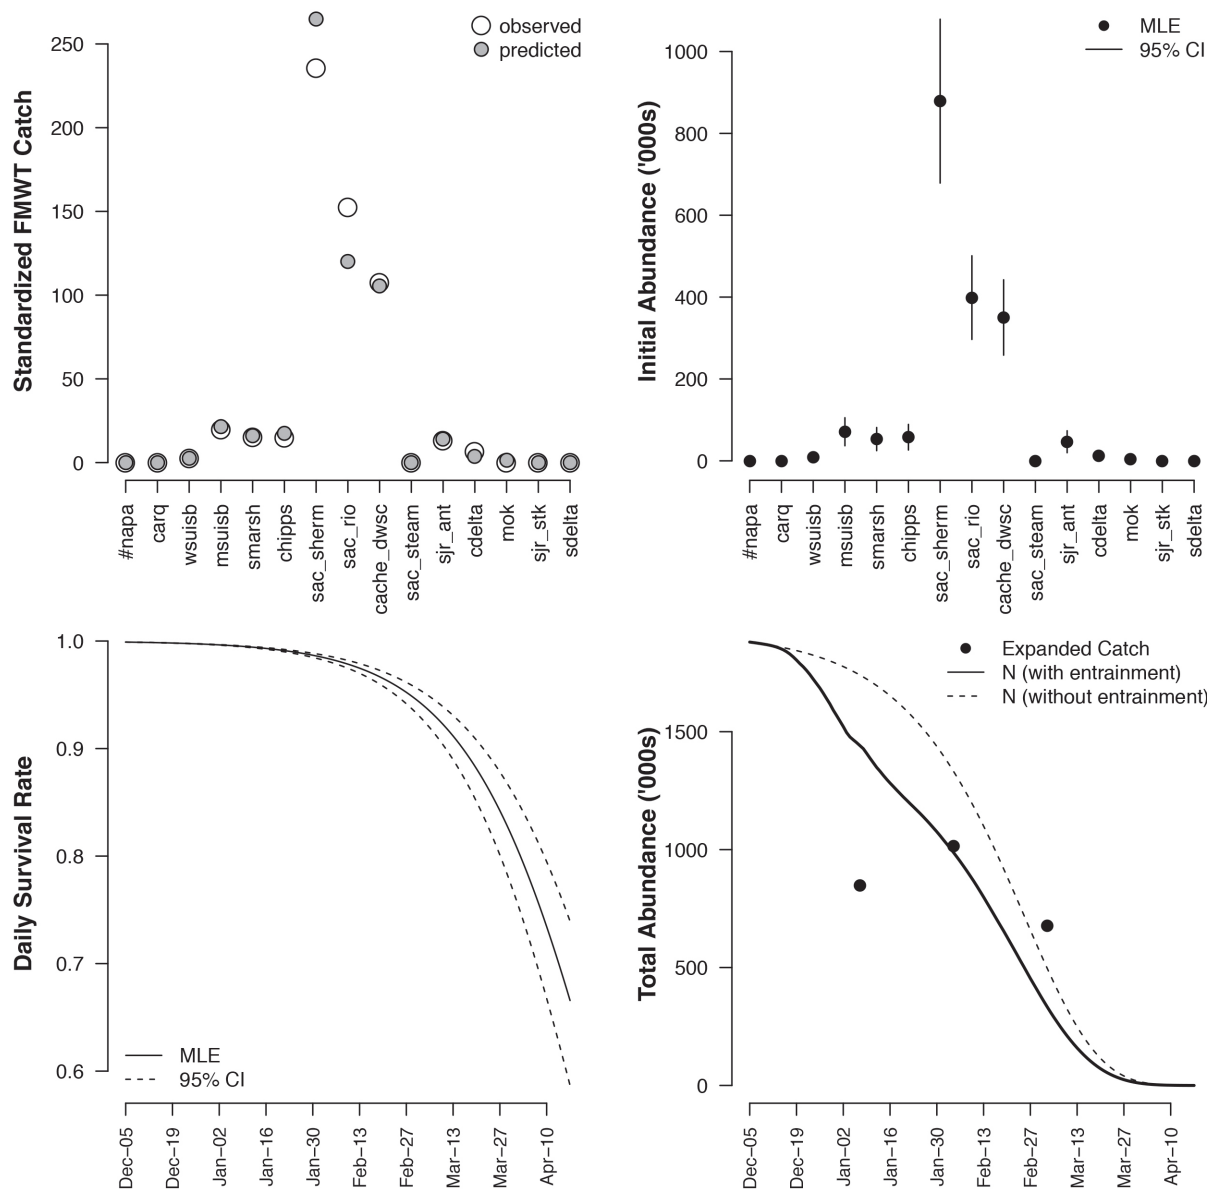 Standardized FMWT Catch
250
200
150
100
50
0
observed
predicted
#napa
carq
wsuisb
msuisb
smarsh
chipps
sac_sherm
sac_rio
cache_dwsc
sac_steam
sjr_ant
cdelta
mok
sjr_stk
sdelta
Initial Abundance ('000s)
1000
800
600
400
200
0
MLE
95% CI
#napa
carq
wsuisb
msuisb
smarsh
chipps
sac_sherm
sac_rio
cache_dwsc
sac_steam
sjr_ant
cdelta
mok
sjr_stk
sdelta
Daily Survival Rate
1.0
0.9
0.8
0.7
0.6
MLE
95% CI
Dec−05
Dec−19
Jan−02
Jan−16
Jan−30
Feb−13
Feb−27
Mar−13
Mar−27
Apr−10
Total Abundance ('000s)
1500
1000
500
0
Expanded Catch
N (with entrainment)
N (without entrainment)
Dec−05
Dec−19
Jan−02
Jan−16
Jan−30
Feb−13
Feb−27
Mar−13
Mar−27
Apr−10